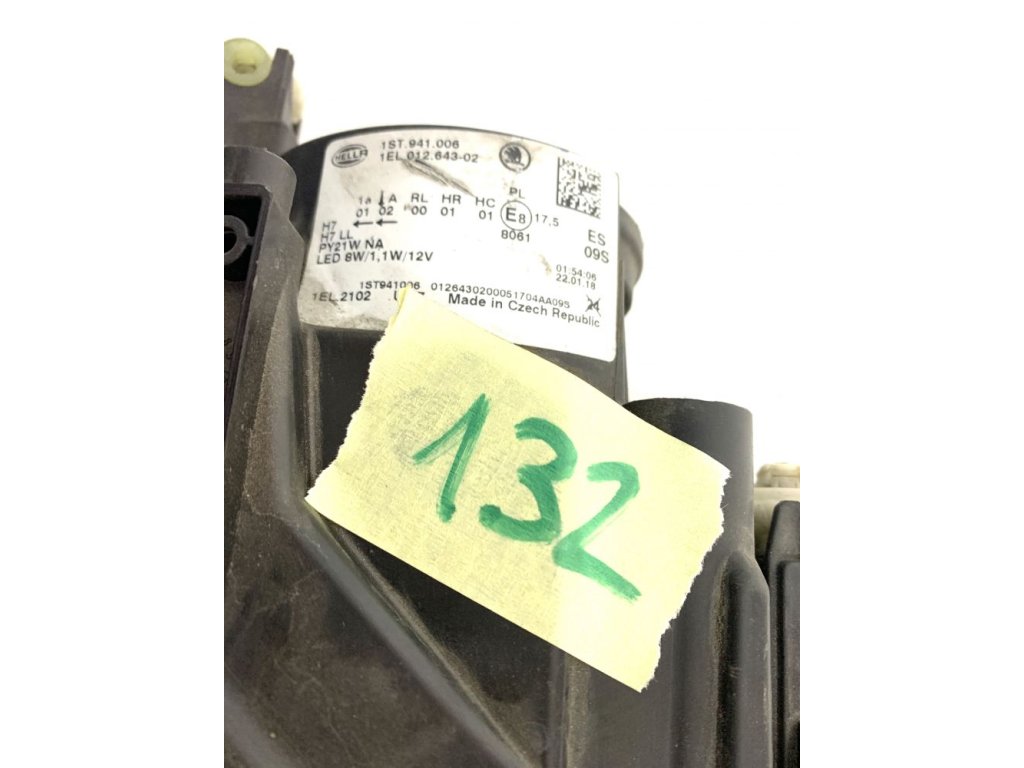 HELLA
1ST.941.006
1EL.012.643-02
PL
1a A RL HR HC
01 02 00 01 01 E8 17,5
8061
H7
H7 LL
PY21W NA
LED 8W/1,1W/12V
ES
09S
01:54:06
22.01.18
1ST941006 0126430200051704AA09S
1EL.2102
Made in Czech Republic
24
132